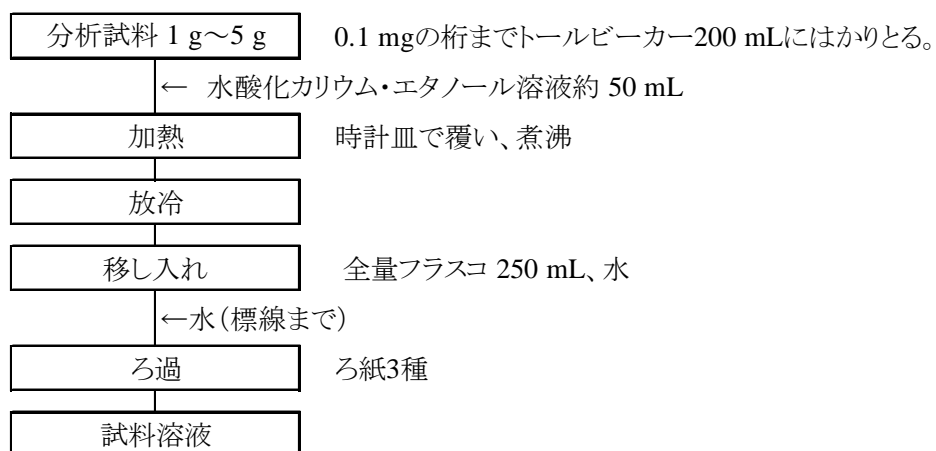 分析試料 1 g～5 g 0.1 mgの桁までトールビーカー200 mLにはかりとる。
← 水酸化カリウム・エタノール溶液約 50 mL
加熱 時計皿で覆い、煮沸
放冷
移し入れ 全量フラスコ 250 mL、水
←水（標線まで）
ろ過 ろ紙3種
試料溶液